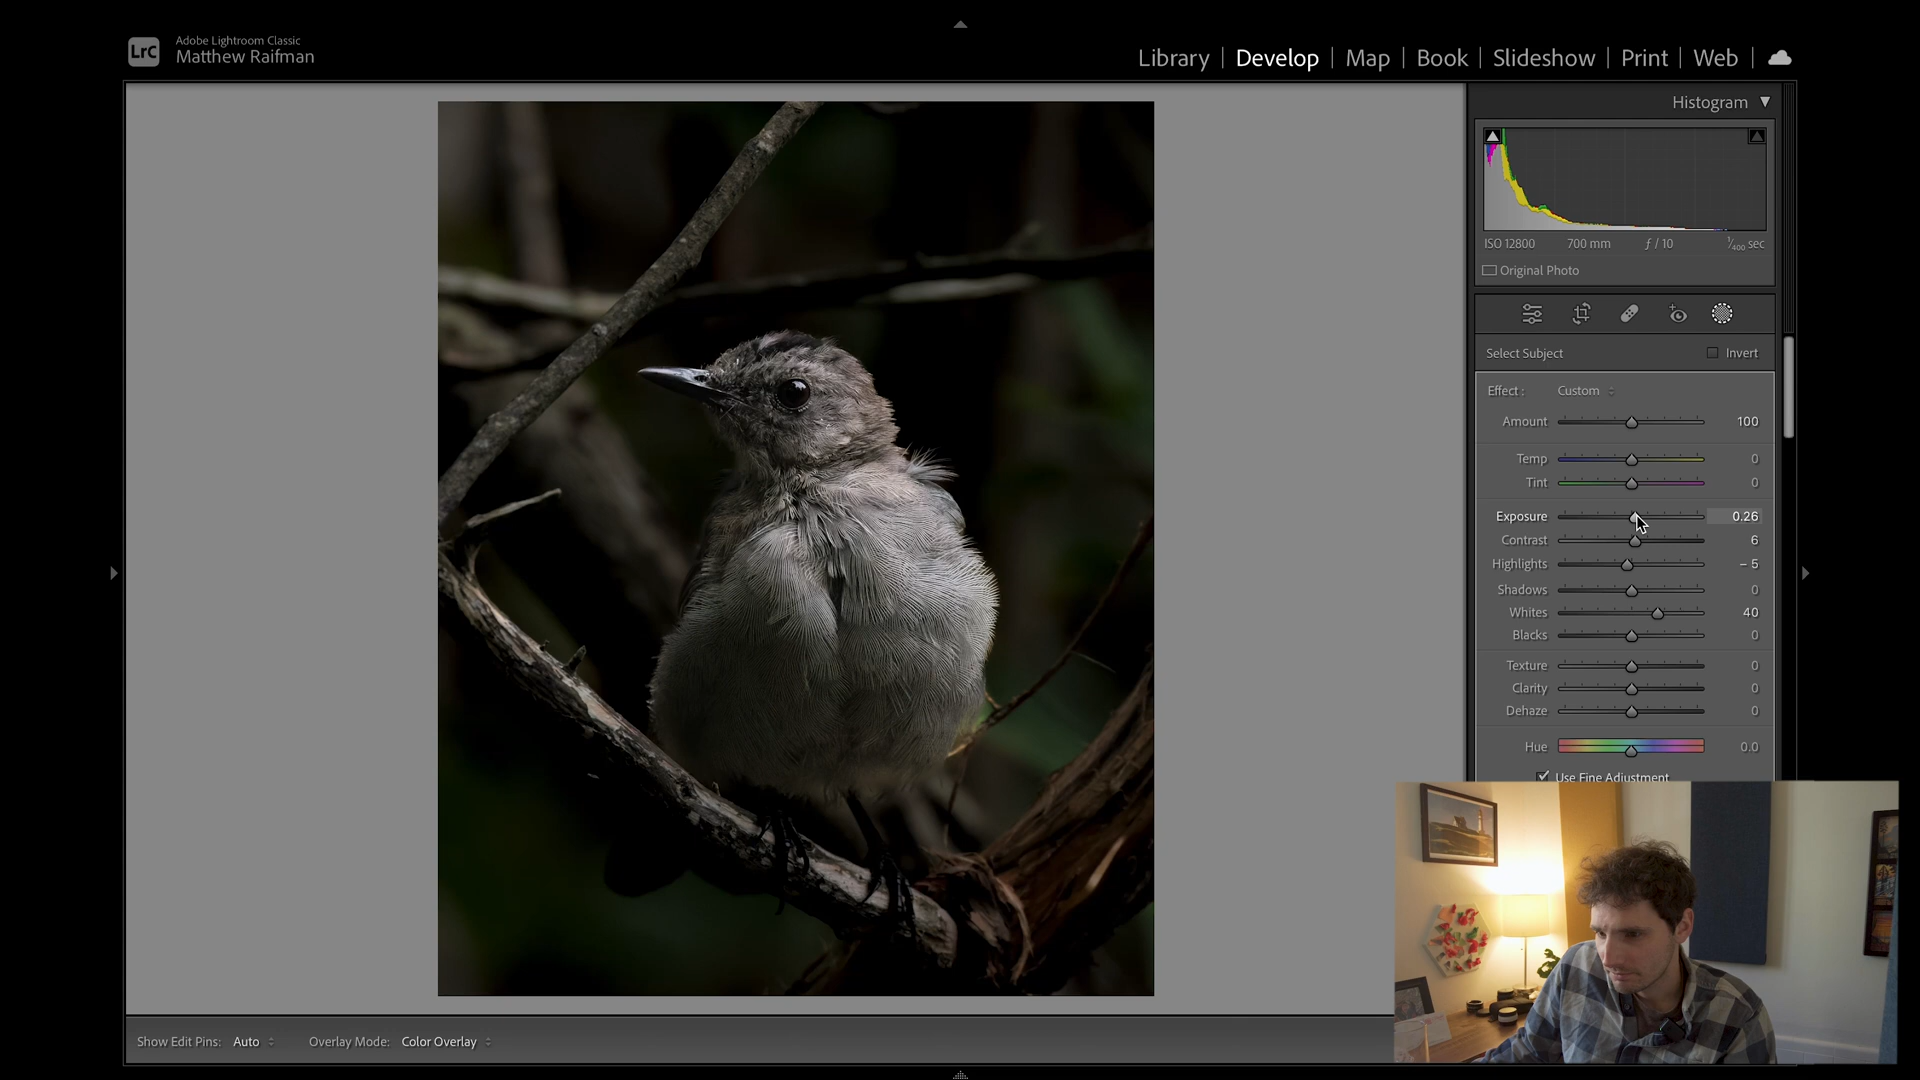 LrC
Adobe Lightroom Classic
Matthew Raifman
Library | Develop | Map | Book | Slideshow | Print | Web
Histogram
ISO 12800 700 mm ƒ / 10 1/400 sec
Original Photo
Select Subject Invert
Effect : Custom
Amount 100
Temp 0
Tint 0
Exposure 0.26
Contrast 6
Highlights – 5
Shadows 0
Whites 40
Blacks 0
Texture 0
Clarity 0
Dehaze 0
Hue 0.0
Use Fine Adjustment
Show Edit Pins: Auto Overlay Mode: Color Overlay